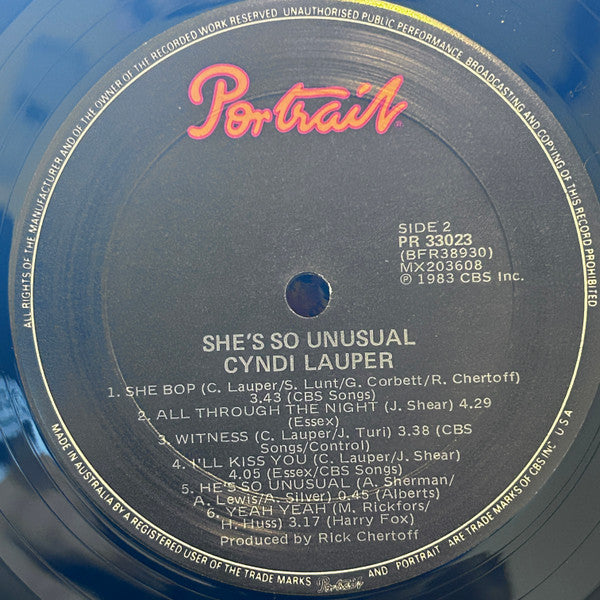 ALL RIGHTS OF THE MANUFACTURER AND OF THE OWNER OF THE RECORDED WORK RESERVED UNAUTHORISED PUBLIC PERFORMANCE, BROADCASTING AND COPYING OF THIS RECORD PROHIBITED
Portrait
SIDE 2
PR 33023
(BFR38930)
MX203608
℗ 1983 CBS Inc.
SHE'S SO UNUSUAL
CYNDI LAUPER
1. SHE BOP (C. Lauper/S. Lunt/G. Corbett/R. Chertoff)
3.43 (CBS Songs)
2. ALL THROUGH THE NIGHT (J. Shear) 4.29
(Essex)
3. WITNESS (C. Lauper/J. Turi) 3.38 (CBS
Songs/Control)
4. I'LL KISS YOU (C. Lauper/J. Shear)
4.05 (Essex/CBS Songs)
5. HE'S SO UNUSUAL (A. Sherman/
A. Lewis/A. Silver) 0.45 (Alberts)
6. YEAH YEAH (M. Rickfors/
H. Huss) 3.17 (Harry Fox)
Produced by Rick Chertoff
MADE IN AUSTRALIA BY A REGISTERED USER OF THE TRADE MARKS Portrait AND PORTRAIT ARE TRADE MARKS OF CBS INC U S A